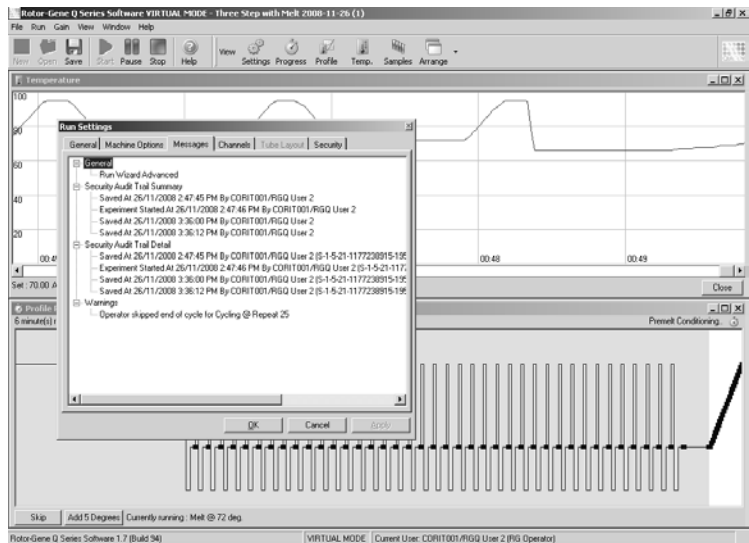 Rotor-Gene Q Series Software VIRTUAL MODE - Three Step with Melt 2008-11-26 (1)
File Run Gain View Window Help
New Open Save Start Pause Stop Help View Settings Progress Profile Temp. Samples Arrange
Temperature
100
90
60
40
20
00:48
00:49
Set : 70.00
Close
Run Settings
General Machine Options Messages Channels Tube Layout Security
General
Run Wizard Advanced
Security Audit Trail Summary
Saved At 26/11/2008 2:47:45 PM By CORIT001/RGQ User 2
Experiment Started At 26/11/2008 2:47:46 PM By CORIT001/RGQ User 2
Saved At 26/11/2008 3:36:00 PM By CORIT001/RGQ User 2
Saved At 26/11/2008 3:36:12 PM By CORIT001/RGQ User 2
Security Audit Trail Detail
Saved At 26/11/2008 2:47:45 PM By CORIT001/RGQ User 2 (S-1-5-21-1177238915-195
Experiment Started At 26/11/2008 2:47:46 PM By CORIT001/RGQ User 2 (S-1-5-21-117
Saved At 26/11/2008 3:36:00 PM By CORIT001/RGQ User 2 (S-1-5-21-1177238915-195
Saved At 26/11/2008 3:36:12 PM By CORIT001/RGQ User 2 (S-1-5-21-1177238915-195
Warnings
Operator skipped end of cycle for Cycling @ Repeat 25
OK Cancel Apply
Profile
6 minute(s)
Premelt Conditioning..
Skip Add 5 Degrees Currently running : Melt @ 72 deg.
Rotor-Gene Q Series Software 1.7 (Build 94) VIRTUAL MODE Current User: CORIT001/RGQ User 2 (RG Operator)